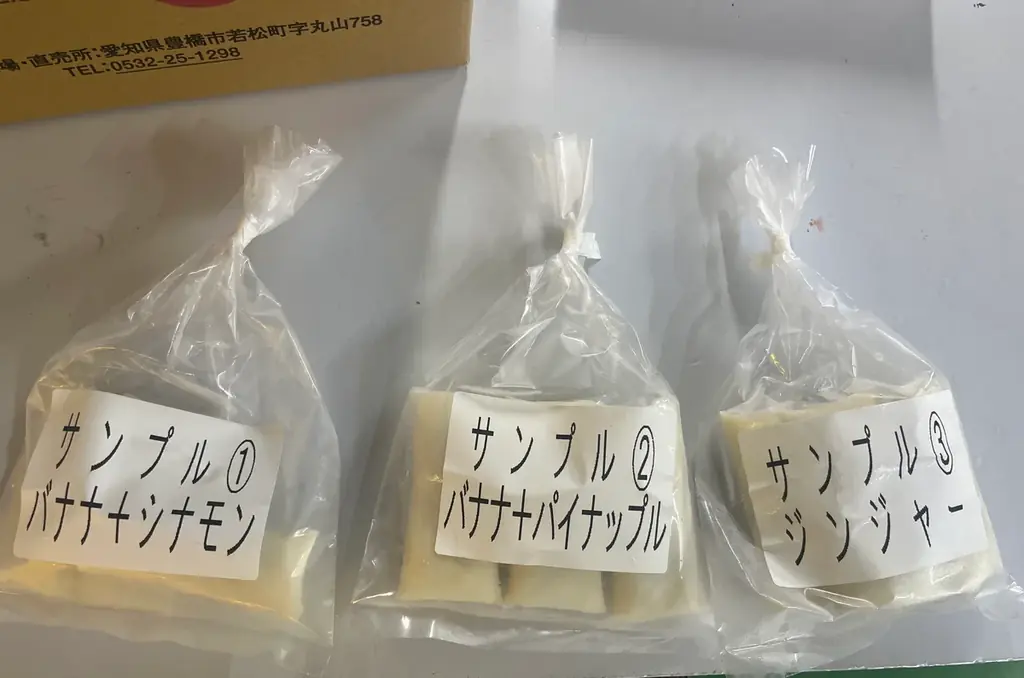 場・直売所：愛知県豊橋市若松町字丸山758
TEL：0532-25-1298
サンプル①
バナナ＋シナモン
サンプル②
バナナ＋パイナップル
サンプル③
ジンジャー